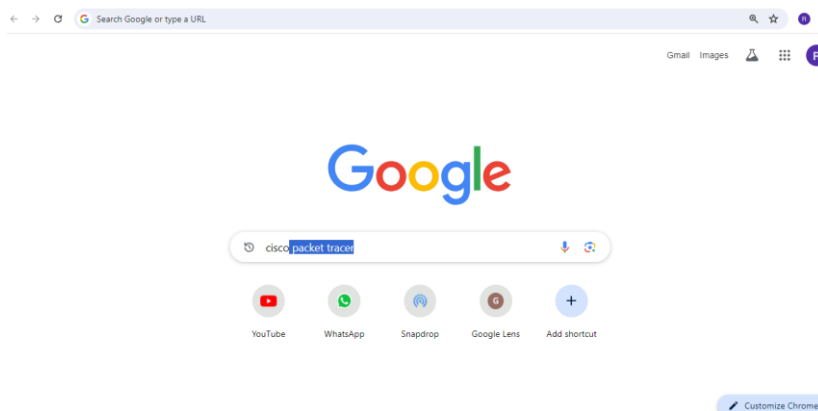 Search Google or type a URL
R
Gmail Images
Google
cisco packet tracer
G
YouTube WhatsApp Snapdrop Google Lens Add shortcut
Customize Chrome